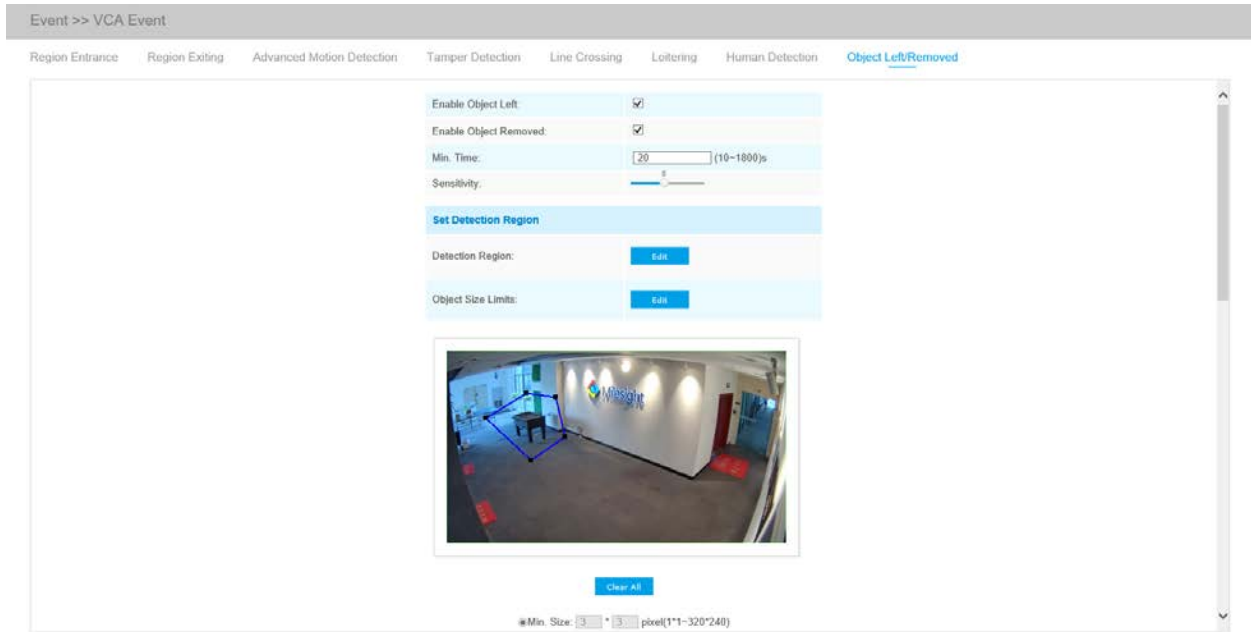 Event >> VCA Event
Region Entrance Region Exiting Advanced Motion Detection Tamper Detection Line Crossing Loitering Human Detection Object Left/Removed
Enable Object Left:
Enable Object Removed:
Min. Time: 20 (10~1800)s
Sensitivity:
Set Detection Region
Detection Region: Edit
Object Size Limits: Edit
Milesight
Clear All
Min. Size: 3 * 3 pixel(1*1~320*240)